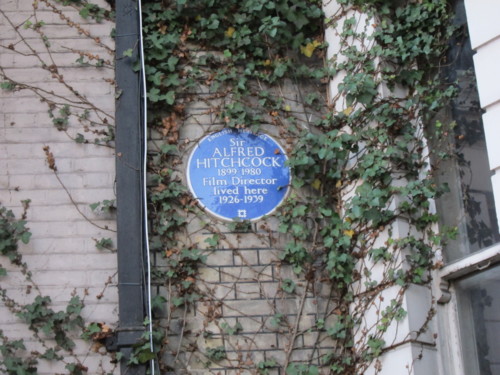 Sir
ALFRED
HITCHCOCK
1899-1980
Film Director
lived here
1926-1939